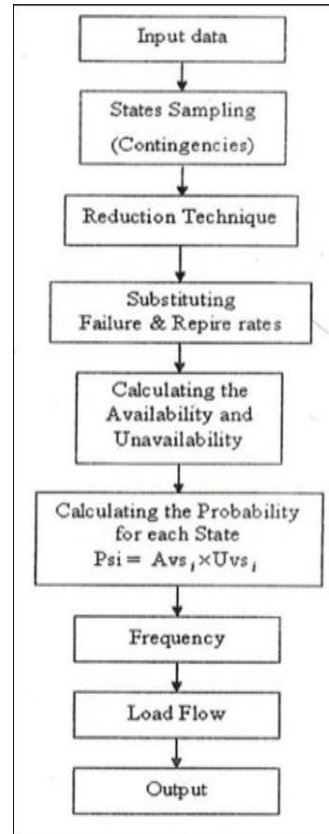 Input data
States Sampling
(Contingencies)
Reduction Technique
Substituting
Failure & Repire rates
Calculating the
Availability and
Unavailability
Calculating the Probability
for each State
Psi = Avs i ×Uvs i
Frequency
Load Flow
Output